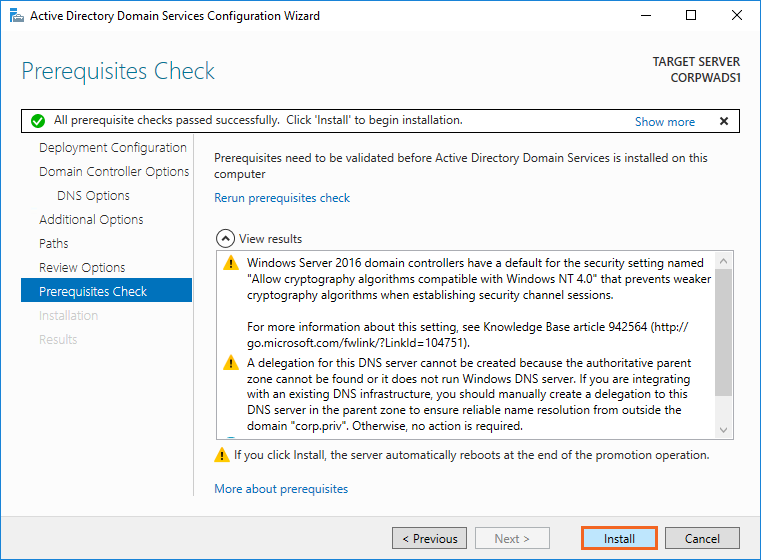 Active Directory Domain Services Configuration Wizard
Prerequisites Check
TARGET SERVER
CORPWADS1
All prerequisite checks passed successfully.  Click 'Install' to begin installation.
Show more
Deployment Configuration
Domain Controller Options
DNS Options
Additional Options
Paths
Review Options
Prerequisites Check
Installation
Results
Prerequisites need to be validated before Active Directory Domain Services is installed on this
computer
Rerun prerequisites check
View results
Windows Server 2016 domain controllers have a default for the security setting named
"Allow cryptography algorithms compatible with Windows NT 4.0" that prevents weaker
cryptography algorithms when establishing security channel sessions.
For more information about this setting, see Knowledge Base article 942564 (http://
go.microsoft.com/fwlink/?LinkId=104751).
A delegation for this DNS server cannot be created because the authoritative parent
zone cannot be found or it does not run Windows DNS server. If you are integrating
with an existing DNS infrastructure, you should manually create a delegation to this
DNS server in the parent zone to ensure reliable name resolution from outside the
domain "corp.priv". Otherwise, no action is required.
If you click Install, the server automatically reboots at the end of the promotion operation.
More about prerequisites
< Previous
Next >
Install
Cancel